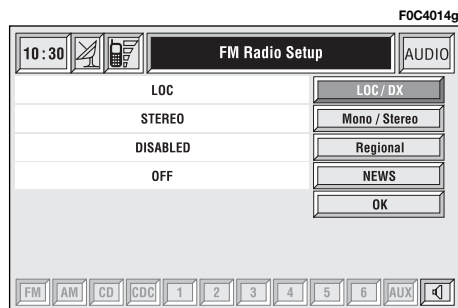 F0C4014g
10:30 FM Radio Setup AUDIO
LOC LOC/DX
STEREO Mono / Stereo
DISABLED Regional
OFF NEWS
OK
FM AM CD CDC 1 2 3 4 5 6 AUX